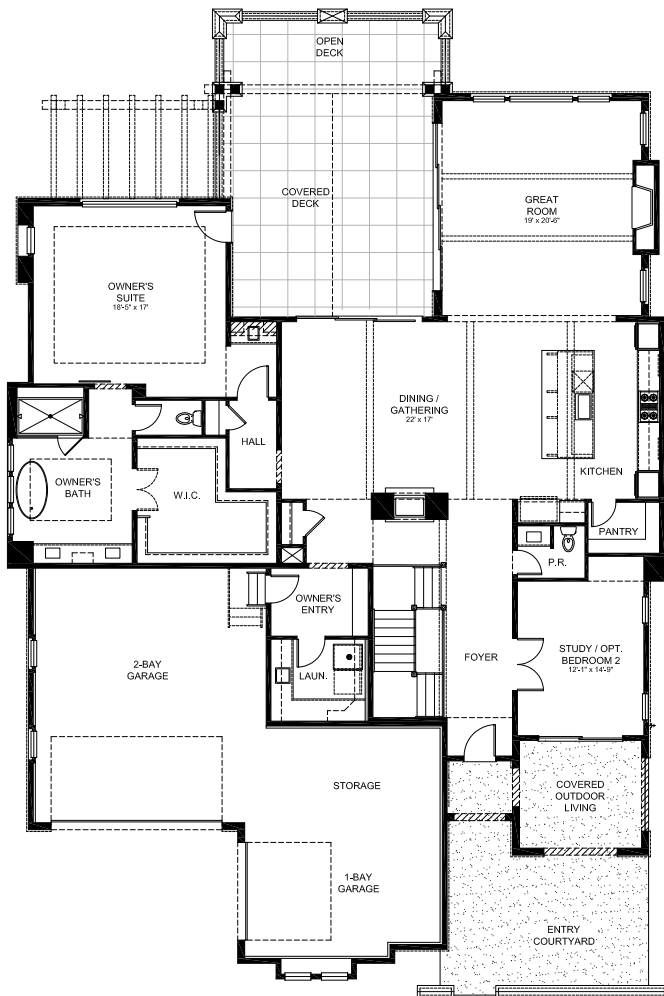 OPEN
DECK
COVERED
DECK
GREAT
ROOM
19' x 20'-6"
OWNER'S
SUITE
18'-5" x 17'
DINING /
GATHERING
22' x 17'
HALL
KITCHEN
OWNER'S
BATH
W.I.C.
PANTRY
P.R.
OWNER'S
ENTRY
2-BAY
GARAGE
LAUN.
FOYER
STUDY / OPT.
BEDROOM 2
12'-1" x 14'-9"
STORAGE
COVERED
OUTDOOR
LIVING
1-BAY
GARAGE
ENTRY
COURTYARD